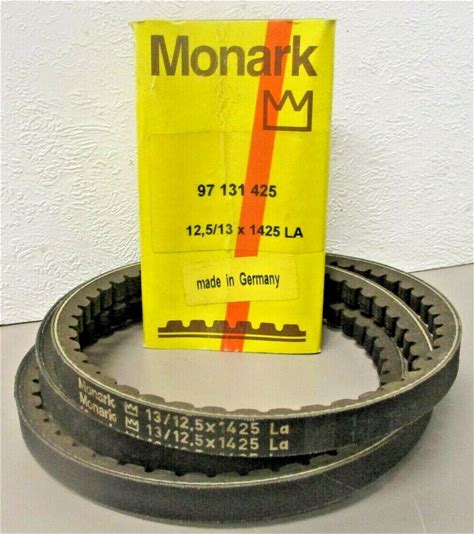 Monark
97 131 425
12,5/13 x 1425 LA
made in Germany
Monark 13/12,5x1425 La
Monark 13/12,5x1425 La